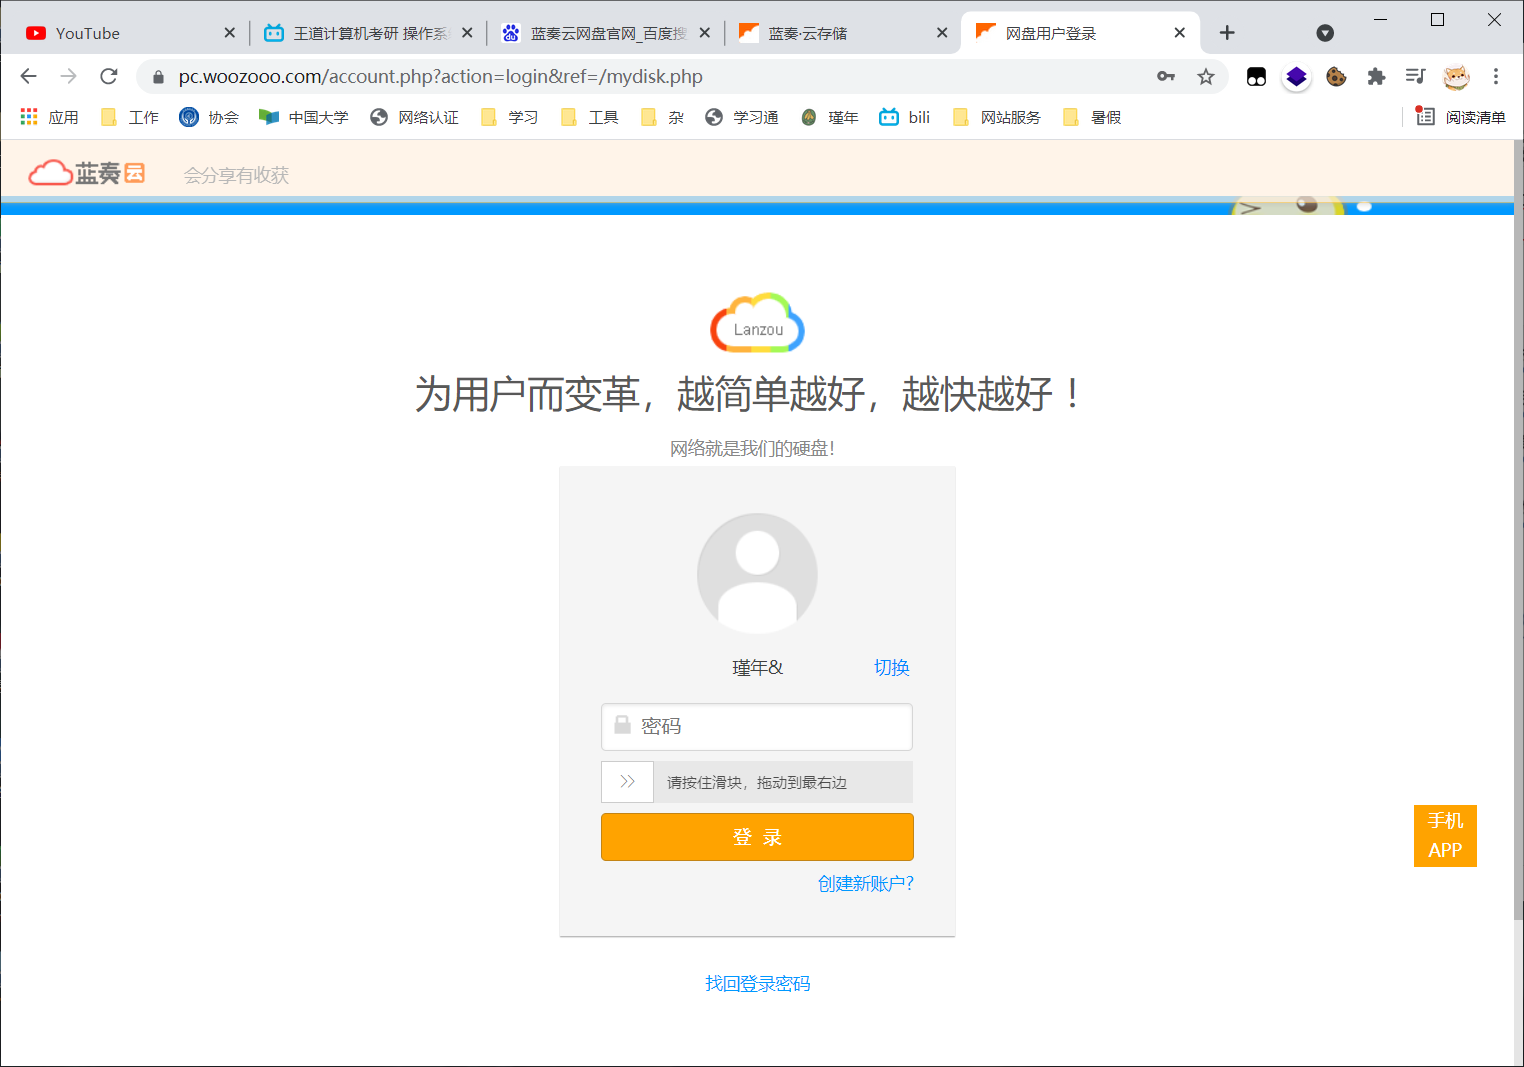 YouTube
王道计算机考研 操作系
蓝奏云网盘官网_百度搜
蓝奏·云存储
网盘用户登录
pc.woozooo.com/account.php?action=login&ref=/mydisk.php
应用
工作
协会
中国大学
网络认证
学习
工具
杂
学习通
瑾年
bili
网站服务
暑假
阅读清单
蓝奏云
会分享有收获
Lanzou
为用户而变革，越简单越好，越快越好！
网络就是我们的硬盘！
瑾年&
切换
密码
请按住滑块，拖动到最右边
登 录
创建新账户?
手机
APP
找回登录密码